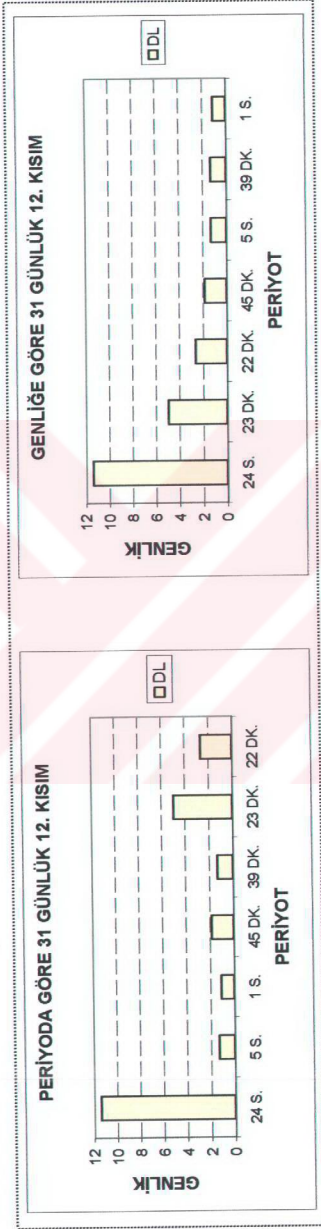 PERİYODA GÖRE 31 GÜNLÜK 12. KISIM
DL
GENLİK
12
10
8
6
4
2
0
24 S. 5 S. 1 S. 45 DK. 39 DK. 23 DK. 22 DK.
PERİYOT
GENLİĞE GÖRE 31 GÜNLÜK 12. KISIM
DL
GENLİK
12
10
8
6
4
2
0
24 S. 23 DK. 22 DK. 45 DK. 5 S. 39 DK. 1 S.
PERİYOT